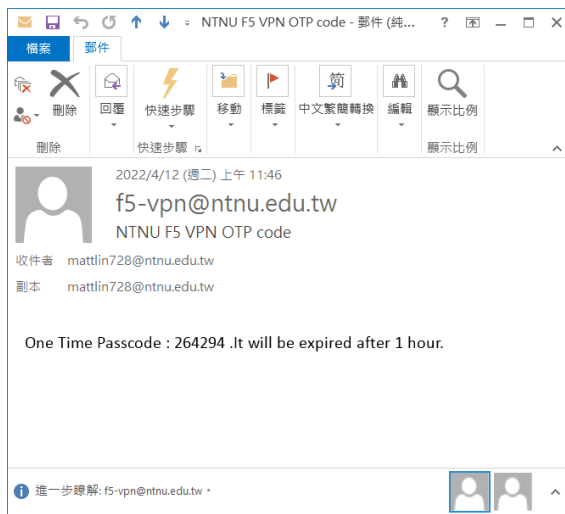 NTNU F5 VPN OTP code - 郵件 (純... ?
檔案 郵件
刪除 回覆 快速步驟 移動 標籤 中文繁簡轉換 編輯 顯示比例
刪除 快速步驟 顯示比例
2022/4/12 (週二) 上午 11:46
f5-vpn@ntnu.edu.tw
NTNU F5 VPN OTP code
收件者 mattlin728@ntnu.edu.tw
副本 mattlin728@ntnu.edu.tw
One Time Passcode : 264294 .It will be expired after 1 hour.
進一步瞭解: f5-vpn@ntnu.edu.tw。